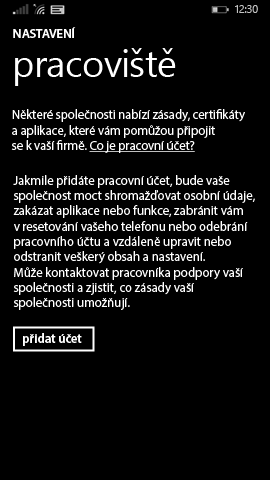 12:30
NASTAVENÍ
pracoviště
Některé společnosti nabízí zásady, certifikáty
a aplikace, které vám pomůžou připojit
se k vaší firmě. Co je pracovní účet?
Jakmile přidáte pracovní účet, bude vaše
společnost moct shromažďovat osobní údaje,
zakázat aplikace nebo funkce, zabránit vám
v resetování vašeho telefonu nebo odebrání
pracovního účtu a vzdáleně upravit nebo
odstranit veškerý obsah a nastavení.
Může kontaktovat pracovníka podpory vaší
společnosti a zjistit, co zásady vaší
společnosti umožňují.
přidat účet